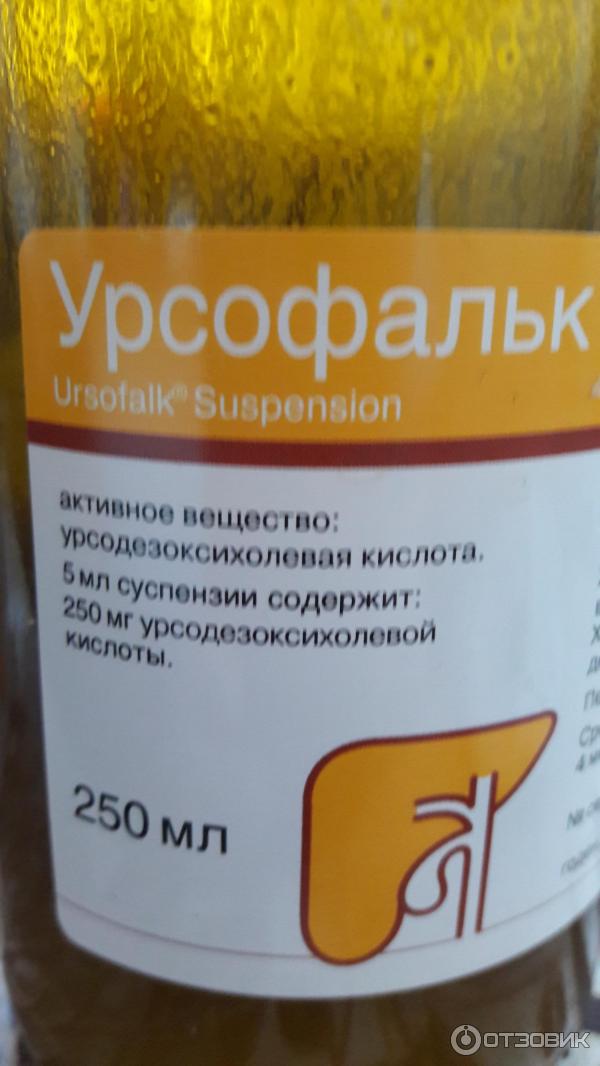 Урсофальк
Ursofalk® Suspension
активное вещество:
урсодезоксихолевая кислота.
5 мл суспензии содержит:
250 мг урсодезоксихолевой
кислоты.
250 мл
ОТЗОВИК